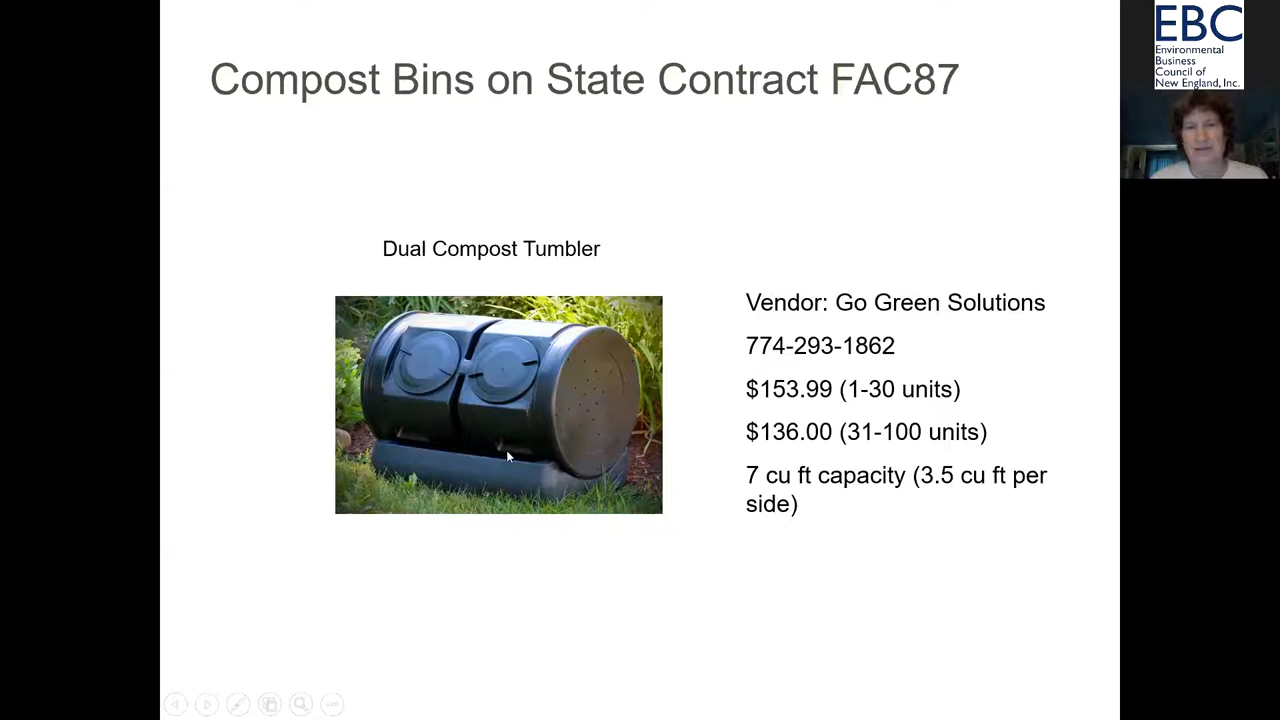 Compost Bins on State Contract FAC87
EBC
Environmental
Business
Council of
New England, Inc.
Dual Compost Tumbler
Vendor: Go Green Solutions
774-293-1862
$153.99 (1-30 units)
$136.00 (31-100 units)
7 cu ft capacity (3.5 cu ft per
side)